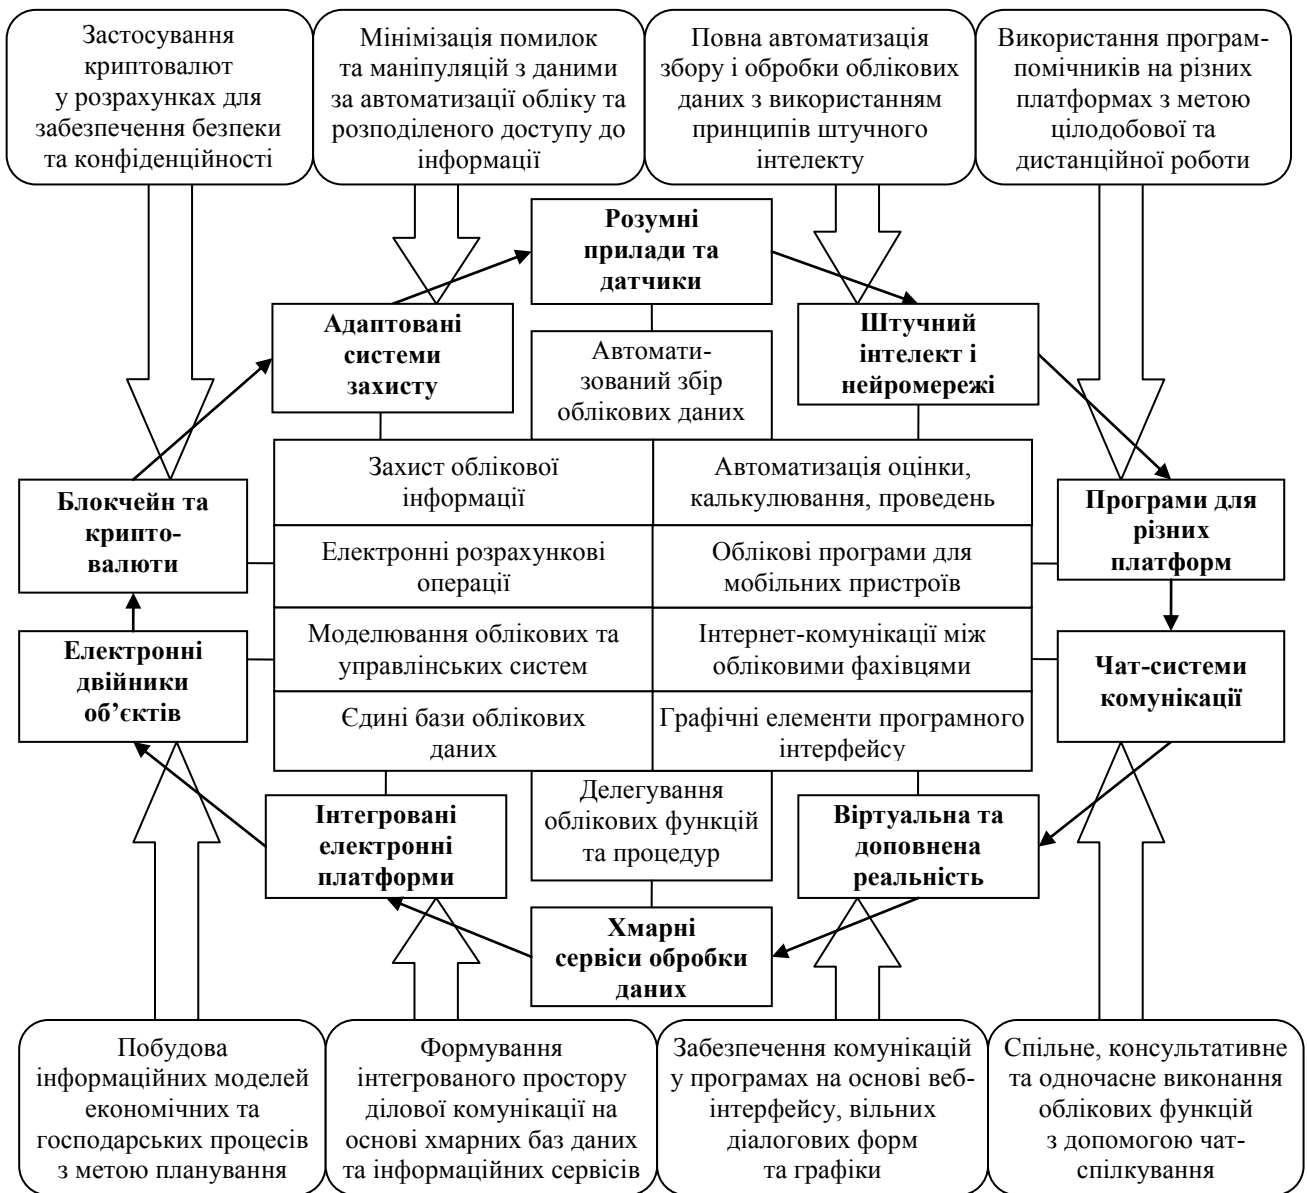 Застосування
криптовалют
у розрахунках для
забезпечення безпеки
та конфіденційності
Мінімізація помилок
та маніпуляцій з даними
за автоматизації обліку та
розподіленого доступу до
інформації
Повна автоматизація
збору і обробки облікових
даних з використанням
принципів штучного
інтелекту
Використання програм-
помічників на різних
платформах з метою
цілодобової та
дистанційної роботи
Розумні
прилади та
датчики
Адаптовані
системи
захисту
Автомати-
зований збір
облікових даних
Штучний
інтелект і
нейромережі
Блокчейн та
крипто-
валюти
Захист облікової
інформації
Автоматизація оцінки,
калькулювання, проведень
Програми для
різних
платформ
Електронні розрахункові
операції
Облікові програми для
мобільних пристроїв
Електронні
двійники
об’єктів
Моделювання облікових та
управлінських систем
Інтернет-комунікації між
обліковими фахівцями
Чат-системи
комунікації
Єдині бази облікових
даних
Графічні елементи програмного
інтерфейсу
Інтегровані
електронні
платформи
Делегування
облікових функцій
та процедур
Віртуальна та
доповнена
реальність
Хмарні
сервіси обробки
даних
Побудова
інформаційних моделей
економічних та
господарських процесів
з метою планування
Формування
інтегрованого простору
ділової комунікації на
основі хмарних баз даних
та інформаційних сервісів
Забезпечення комунікацій
у програмах на основі веб-
інтерфейсу, вільних
діалогових форм
та графіки
Спільне, консультативне
та одночасне виконання
облікових функцій
з допомогою чат-
спілкування